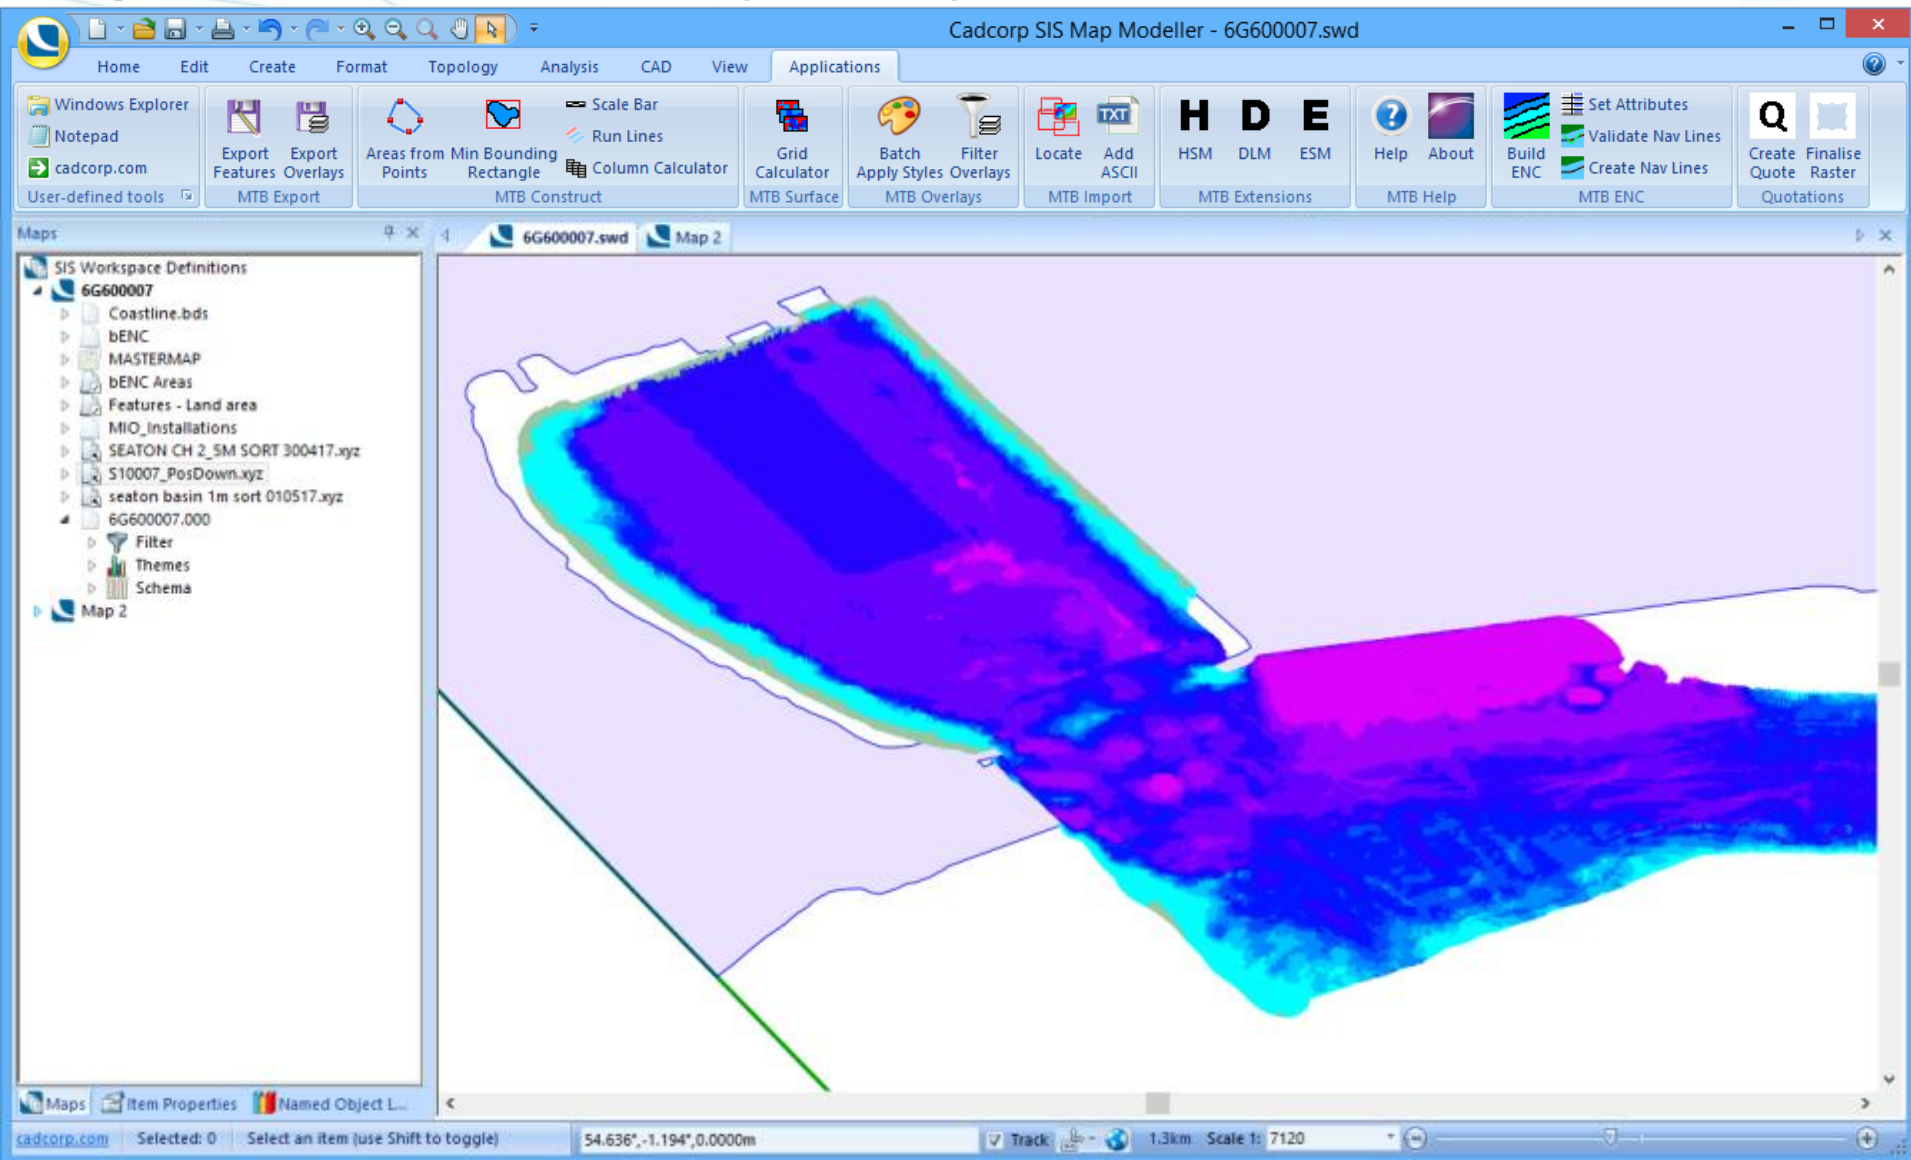 Cadcorp SIS Map Modeller - 6G600007.swd
Home Edit Create Format Topology Analysis CAD View Applications
Windows Explorer
Notepad
cadcorp.com
User-defined tools
Export Features
Export Overlays
MTB Export
Areas from Points
Min Bounding Rectangle
Scale Bar
Run Lines
Column Calculator
MTB Construct
Grid Calculator
MTB Surface
Batch Apply Styles
Filter Overlays
MTB Overlays
Locate
TXT
Add ASCII
MTB Import
H D E
HSM DLM ESM
MTB Extensions
Help About
MTB Help
Build ENC
Set Attributes
Validate Nav Lines
Create Nav Lines
MTB ENC
Q
Create Quote
Finalise Raster
Quotations
Maps
6G600007.swd Map 2
SIS Workspace Definitions
6G600007
Coastline.bds
bENC
MASTERMAP
bENC Areas
Features - Land area
MIO_Installations
SEATON CH 2_5M SORT 300417.xyz
S10007_PosDown.xyz
seaton basin 1m sort 010517.xyz
6G600007.000
Filter
Themes
Schema
Map 2
Maps Item Properties Named Object L...
cadcorp.com Selected: 0 Select an item (use Shift to toggle) 54.636°,-1.194°,0.0000m Track 1.3km Scale 1: 7120